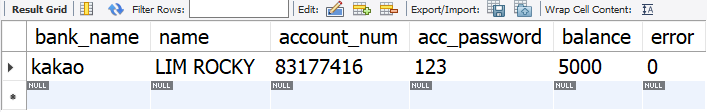 Result Grid Filter Rows: Edit: Export/Import: Wrap Cell Content: IA
bank_name name account_num acc_password balance error
kakao LIM ROCKY 83177416 123 5000 0
NULL NULL NULL NULL NULL NULL